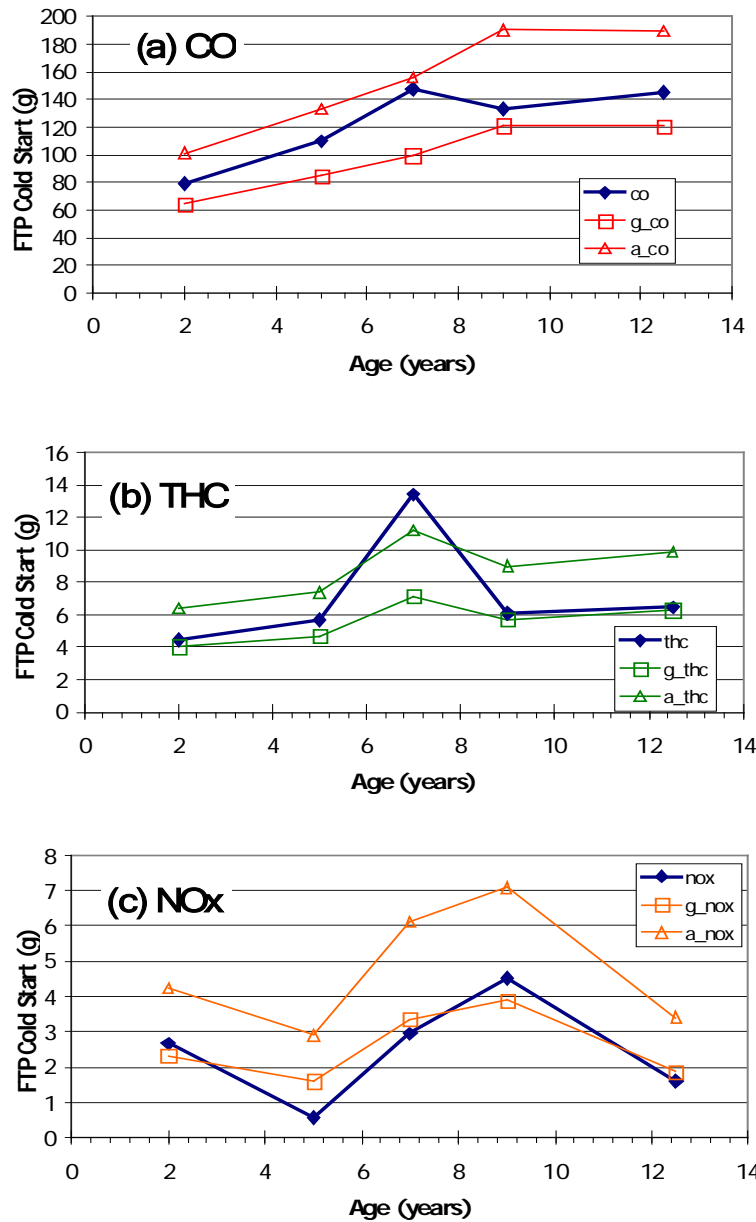 (a) CO
FTP Cold Start (g)
200
180
160
140
120
100
80
60
40
20
0
co
g_co
a_co
0 2 4 6 8 10 12 14
Age (years)
(b) THC
FTP Cold Start (g)
16
14
12
10
8
6
4
2
0
thc
g_thc
a_thc
0 2 4 6 8 10 12 14
Age (years)
(c) NOx
FTP Cold Start (g)
8
7
6
5
4
3
2
1
0
nox
g_nox
a_nox
0 2 4 6 8 10 12 14
Age (years)